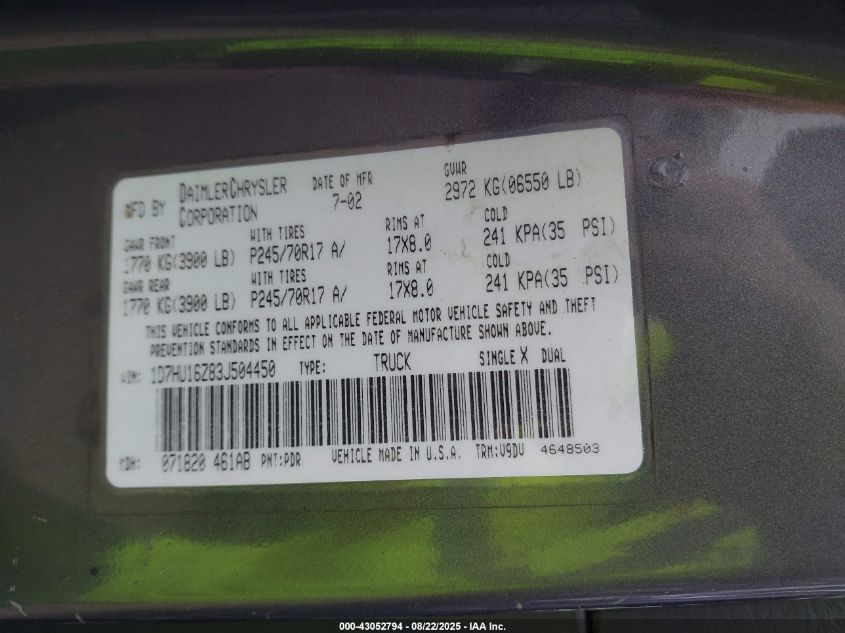 MFD BY DAIMLERCHRYSLER CORPORATION DATE OF MFR 7-02 GVWR 2972 KG(06550 LB)
GAWR FRONT WITH TIRES RIMS AT COLD
1770 KG(3900 LB) P245/70R17 A/ 17X8.0 241 KPA(35 PSI)
GAWR REAR WITH TIRES RIMS AT COLD
1770 KG(3900 LB) P245/70R17 A/ 17X8.0 241 KPA(35 PSI)
THIS VEHICLE CONFORMS TO ALL APPLICABLE FEDERAL MOTOR VEHICLE SAFETY AND THEFT
PREVENTION STANDARDS IN EFFECT ON THE DATE OF MANUFACTURE SHOWN ABOVE.
VIN: 1D7HU16Z83J504450 TYPE: TRUCK SINGLE X DUAL
MDH: 071820 461AB PNT:PDR VEHICLE MADE IN U.S.A. TRM:V9DV 4648503
000-43052794 - 08/22/2025 - IAA Inc.